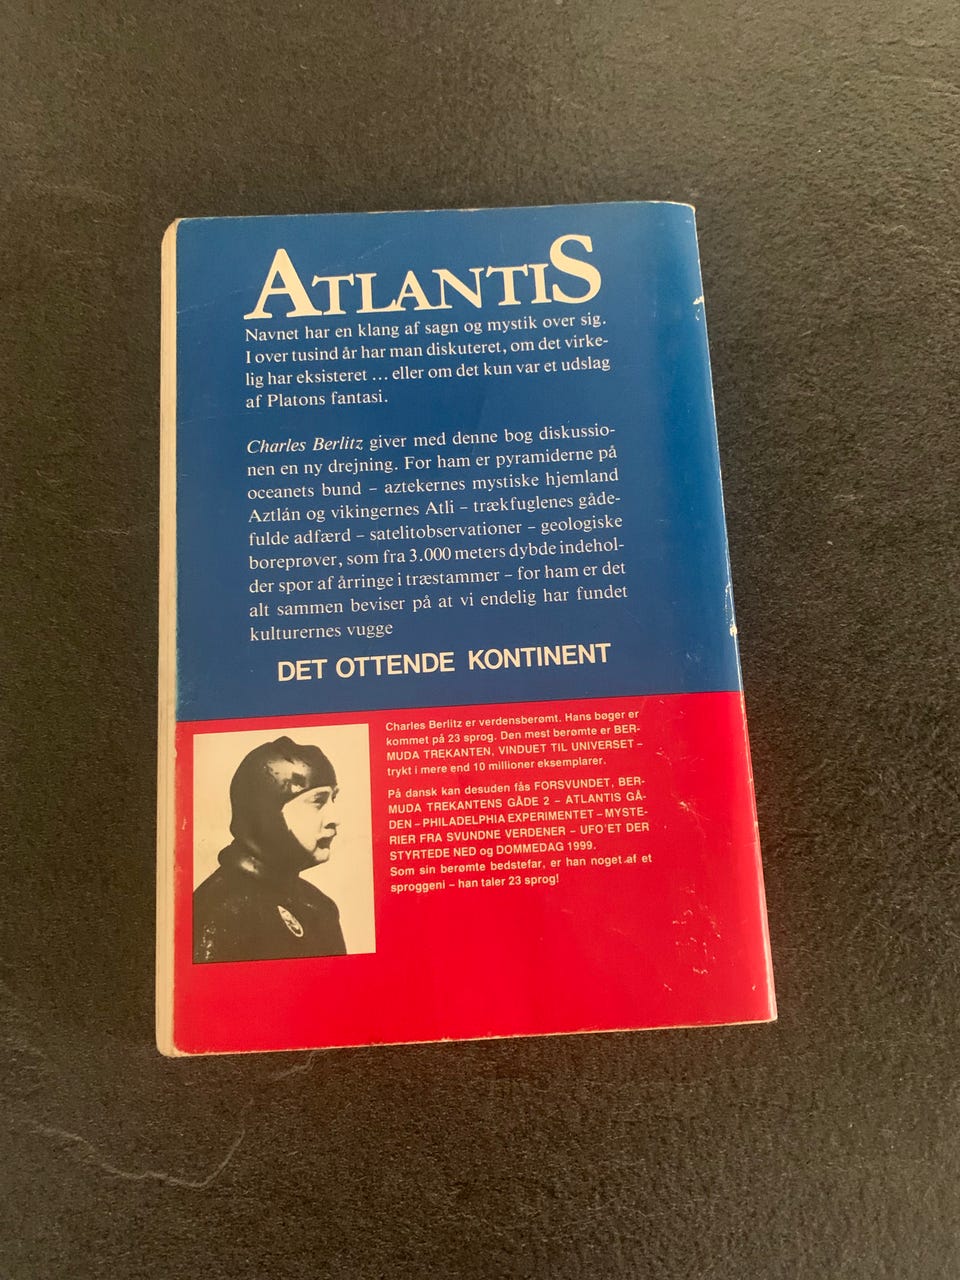 ATLANTIS
Navnet har en klang af sagn og mystik over sig.
I over tusind år har man diskuteret, om det virke-
lig har eksisteret ... eller om det kun var et udslag
af Platons fantasi.
Charles Berlitz giver med denne bog diskussio-
nen en ny drejning. For ham er pyramiderne på
oceanets bund – aztekernes mystiske hjemland
Aztlán og vikingernes Atli – trækfuglenes gåde-
fulde adfærd – satelitobservationer – geologiske
boreprøver, som fra 3.000 meters dybde indehol-
der spor af årringe i træstammer – for ham er det
alt sammen beviser på at vi endelig har fundet
kulturernes vugge
DET OTTENDE KONTINENT
Charles Berlitz er verdensberømt. Hans bøger er
kommet på 23 sprog. Den mest berømte er BER-
MUDA TREKANTEN, VINDUET TIL UNIVERSET –
trykt i mere end 10 millioner eksemplarer.
På dansk kan desuden fås FORSVUNDET, BER-
MUDA TREKANTENS GÅDE 2 – ATLANTIS GÅ-
DEN – PHILADELPHIA EXPERIMENTET – MYSTE-
RIER FRA SVUNDNE VERDENER – UFO'ET DER
STYRTEDE NED og DOMMEDAG 1999.
Som sin berømte bedstefar, er han noget af et
sproggeni – han taler 23 sprog!